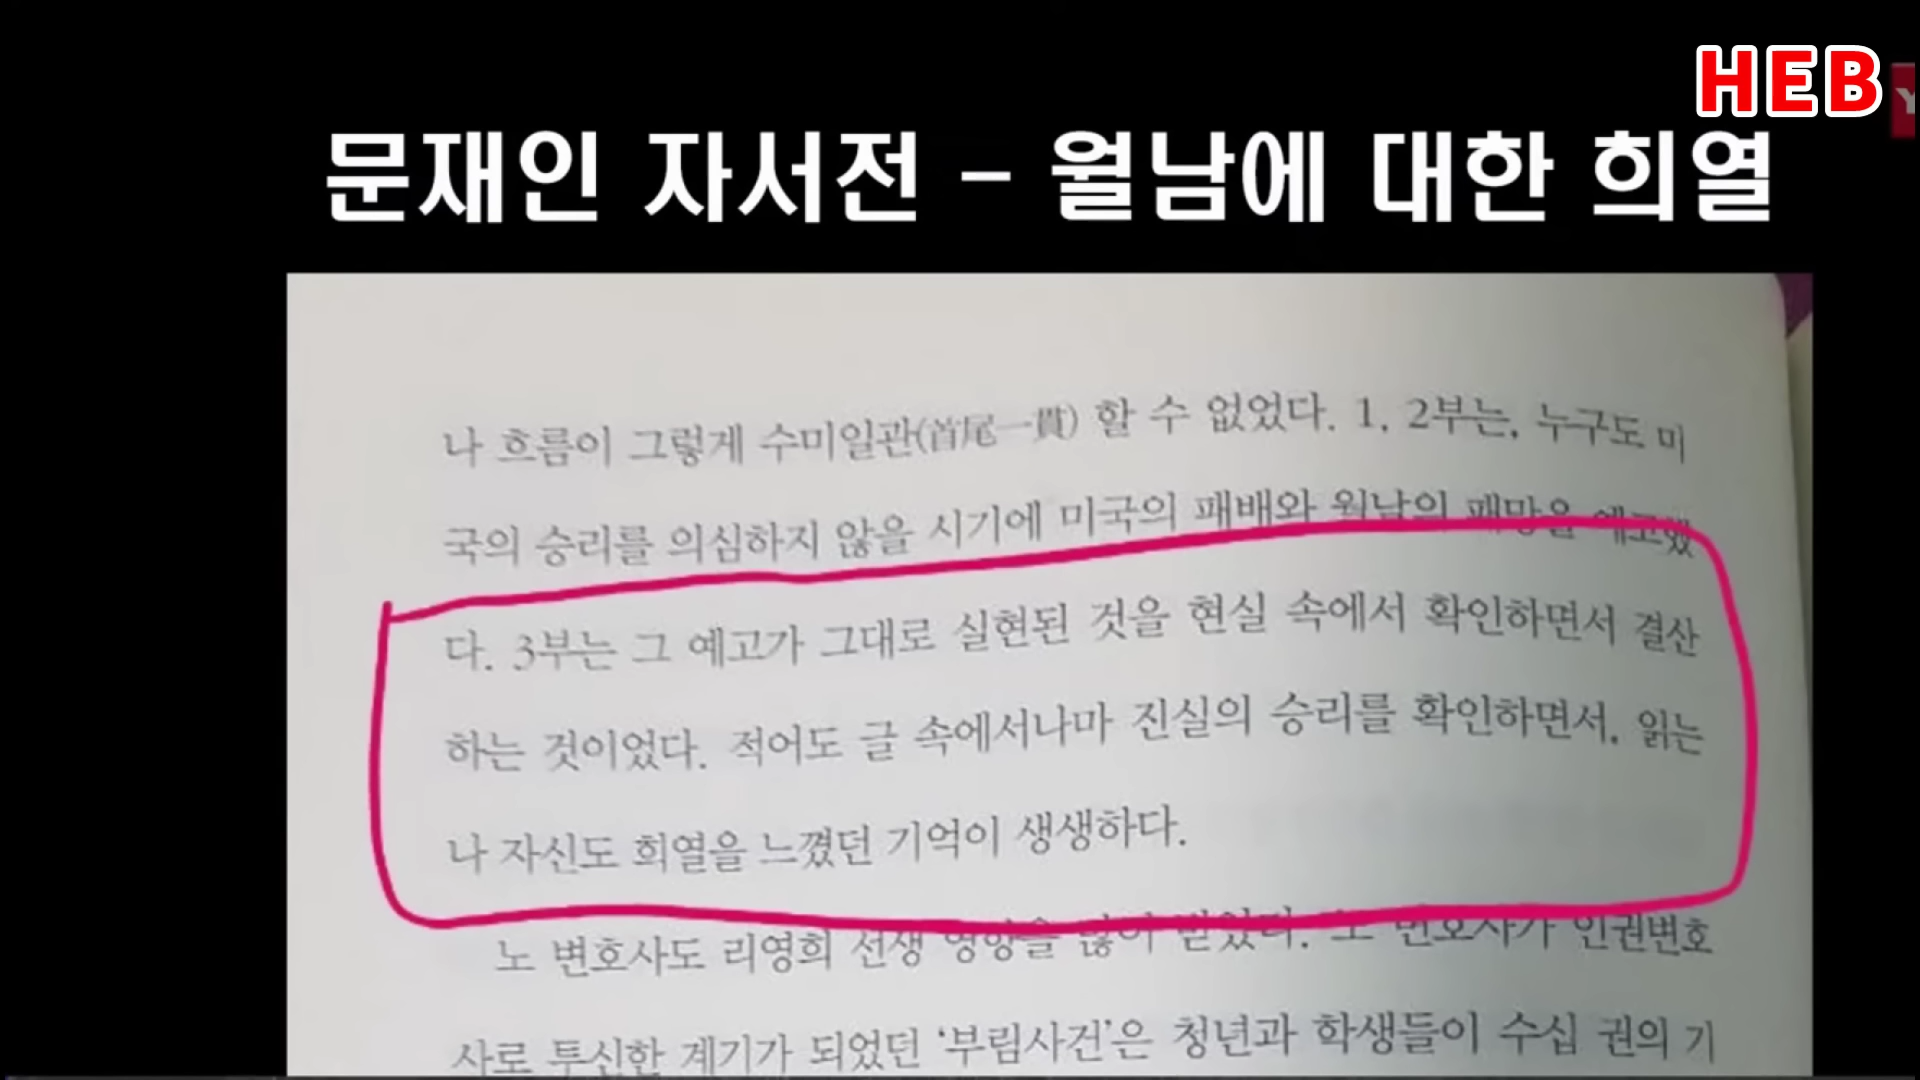 HEB
문재인 자서전 - 월남에 대한 희열
나 흐름이 그렇게 수미일관(首尾一貫) 할 수 없었다. 1, 2부는, 누구도 미
국의 승리를 의심하지 않을 시기에 미국의 패배와 월남의 패망을 예고했
다. 3부는 그 예고가 그대로 실현된 것을 현실 속에서 확인하면서 결산
하는 것이었다. 적어도 글 속에서나마 진실의 승리를 확인하면서, 읽는
나 자신도 희열을 느꼈던 기억이 생생하다.
노 변호사도 리영희 선생 영향을 많이 받았다. 노 변호사가 인권변호
사로 투신한 계기가 되었던 ‘부림사건’은 청년과 학생들이 수십 권의 기